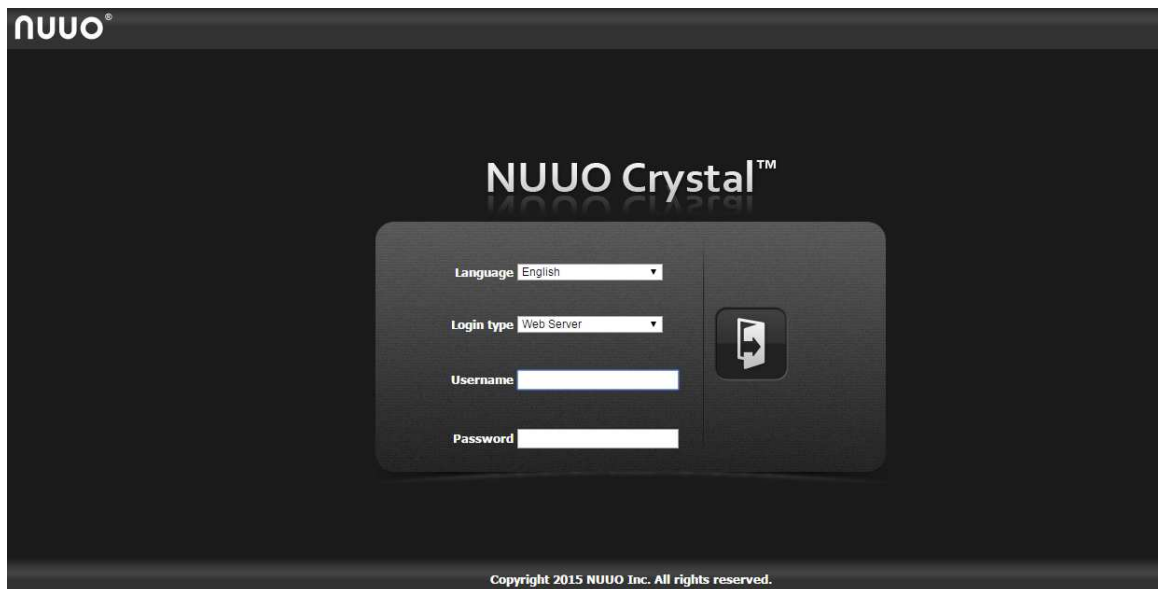 nuuo®
NUUO Crystal™
Language English
Login type Web Server
Username
Password
Copyright 2015 NUUO Inc. All rights reserved.